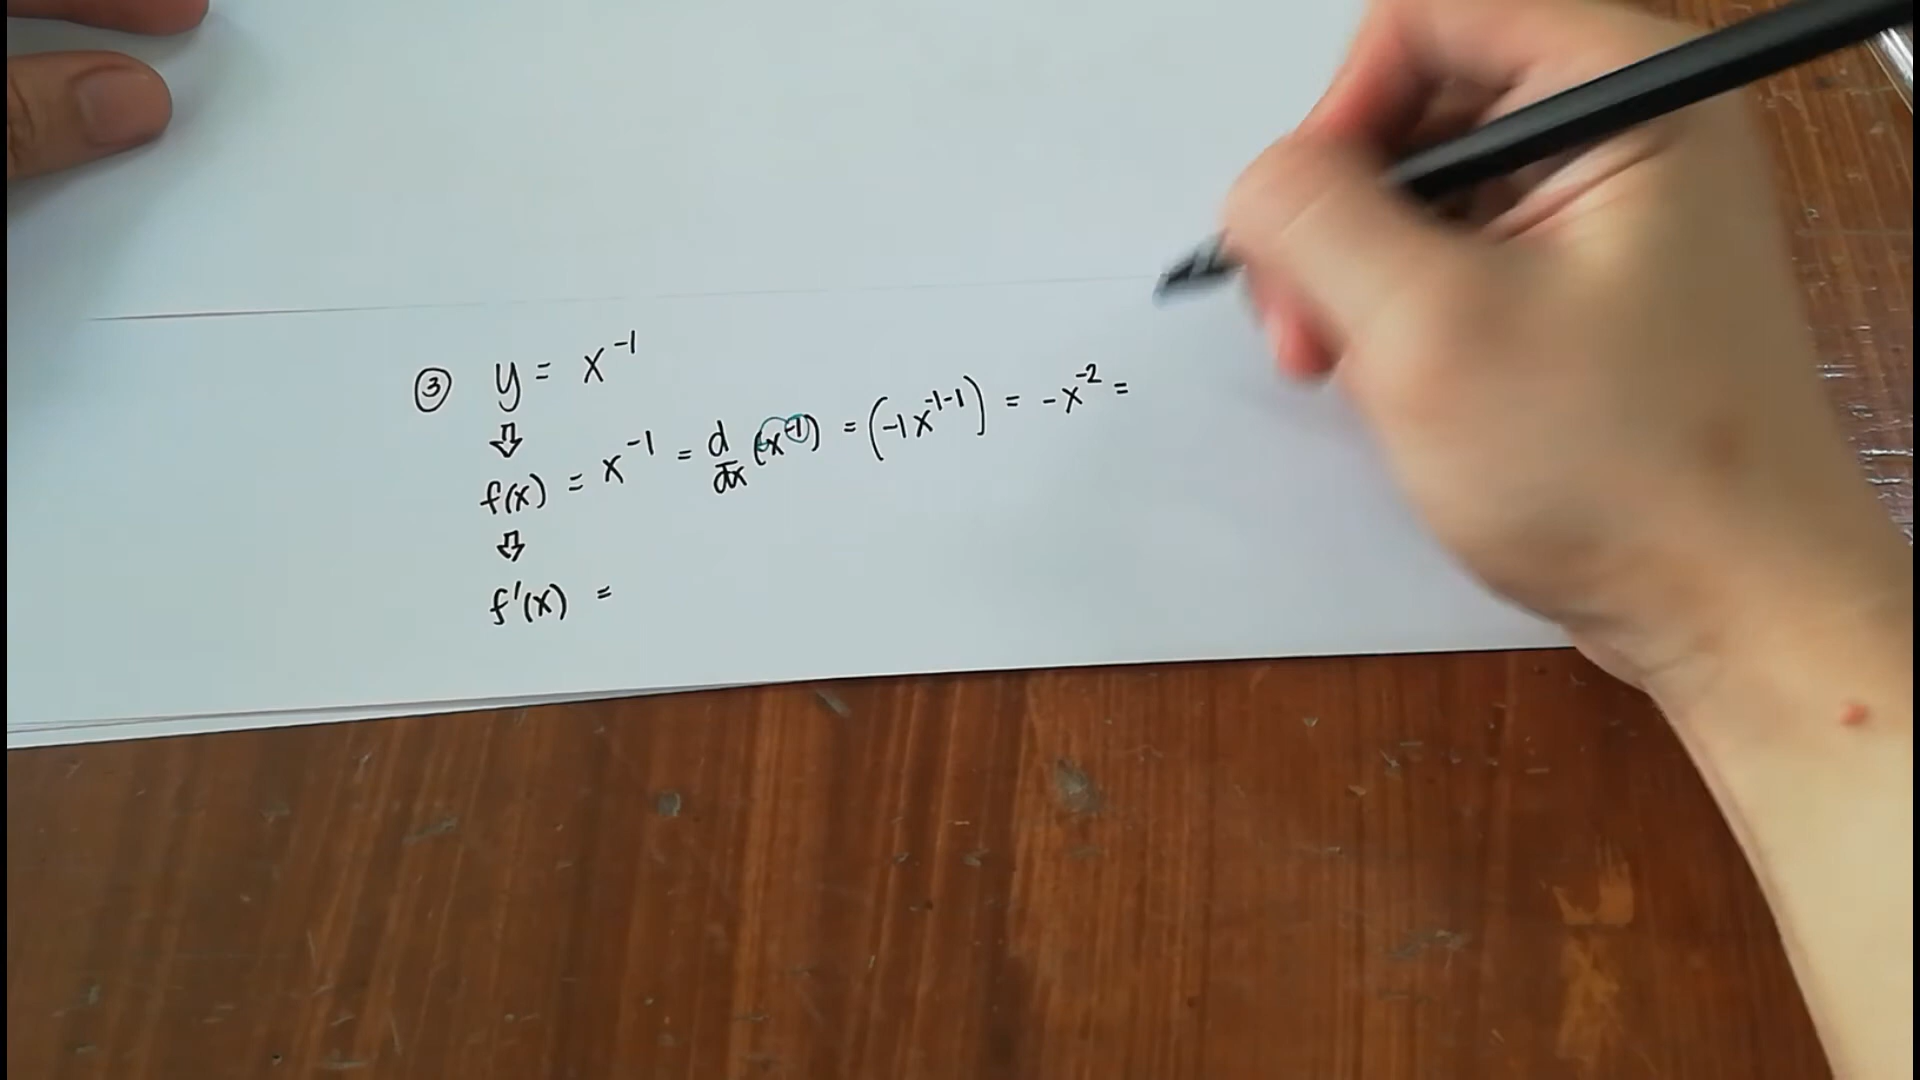 ③ y = x⁻¹
⇩
f(x) = x⁻¹ = d/dx (x⁻¹) = (-1x⁻¹⁻¹) = -x⁻² =
⇩
f'(x) =